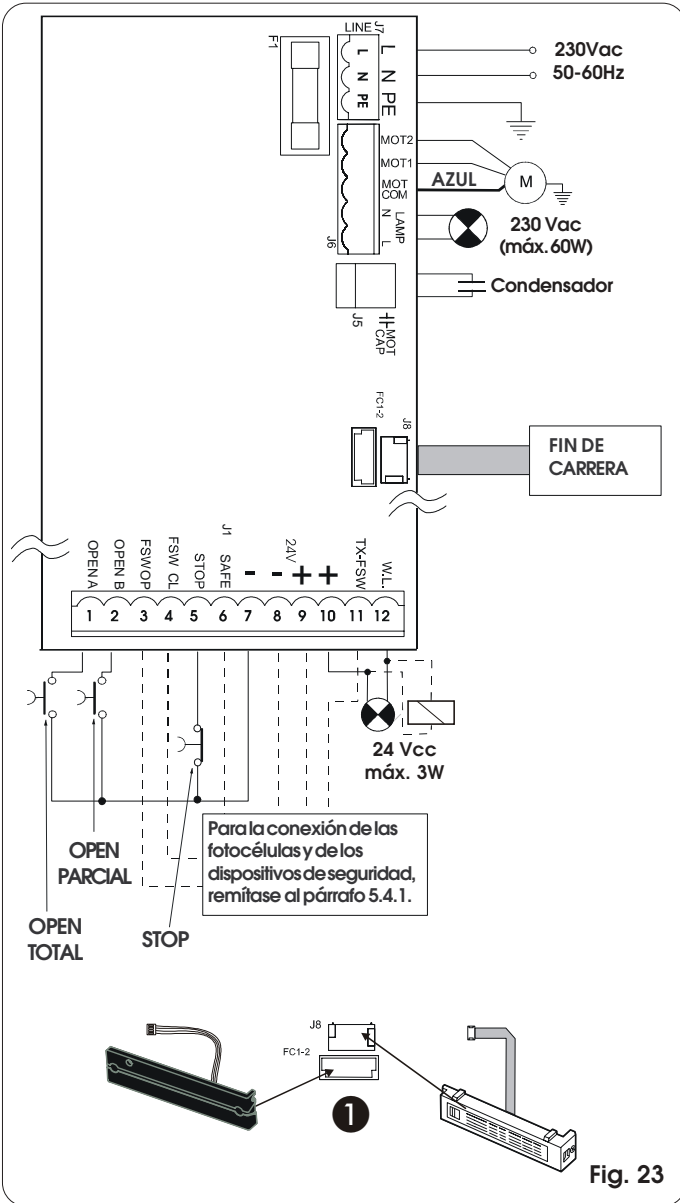 LINE J7
F1
L
N
PE
L
N
PE
230Vac
50-60Hz
MOT2
MOT1
MOT
COM
AZUL
M
N
LAMP
L
J6
230 Vac
(máx.60W)
J5
MOT
CAP
Condensador
FC1-2
J8
FIN DE
CARRERA
OPEN A
OPEN B
FSW OP
FSW CL
STOP
J1 SAFE
-
-
24V
+
+
TX-FSW
W.L.
1 2 3 4 5 6 7 8 9 10 11 12
24 Vcc
máx. 3W
Para la conexión de las
fotocélulas y de los
dispositivos de seguridad,
remítase al párrafo 5.4.1.
OPEN
PARCIAL
OPEN
TOTAL
STOP
J8
FC1-2
1
Fig. 23